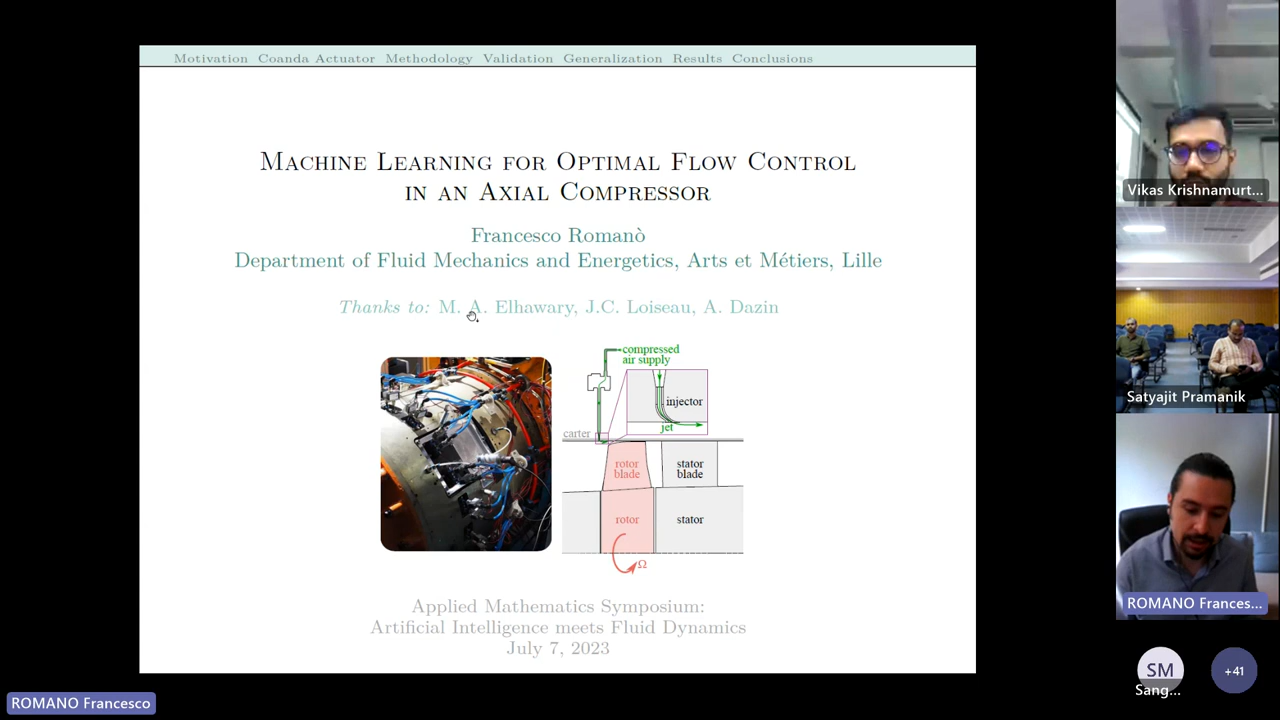 Motivation Coanda Actuator Methodology Validation Generalization Results Conclusions
Machine Learning for Optimal Flow Control
in an Axial Compressor
Francesco Romanò
Department of Fluid Mechanics and Energetics, Arts et Métiers, Lille
Thanks to: M. A. Elhawary, J.C. Loiseau, A. Dazin
compressed
air supply
injector
jet
carter
rotor
blade
stator
blade
rotor
stator
Ω
Applied Mathematics Symposium:
Artificial Intelligence meets Fluid Dynamics
July 7, 2023
ROMANO Francesco
Vikas Krishnamurt...
Satyajit Pramanik
ROMANO Frances...
SM
Sang...
+41